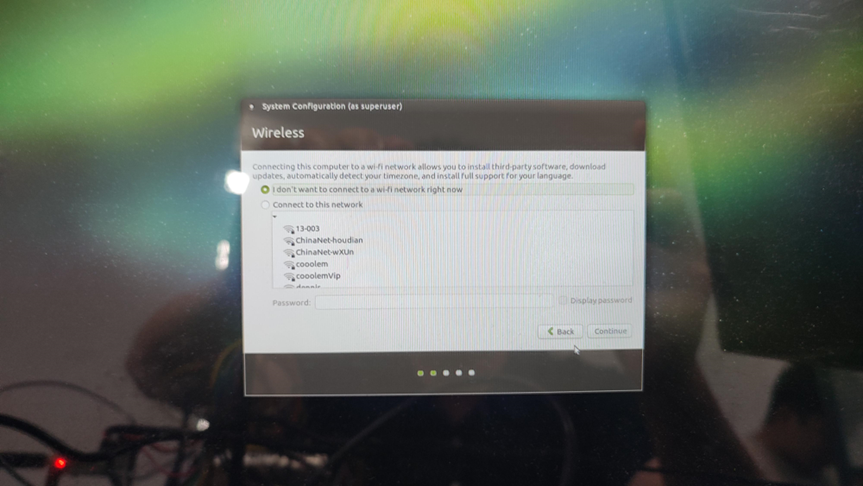 System Configuration (as superuser)
Wireless
Connecting this computer to a wi-fi network allows you to install third-party software, download
updates, automatically detect your timezone, and install full support for your language.
I don't want to connect to a wi-fi network right now
Connect to this network
13-003
ChinaNet-houdian
ChinaNet-wXUn
cooolem
cooolemVip
Password:
Display password
Back
Continue